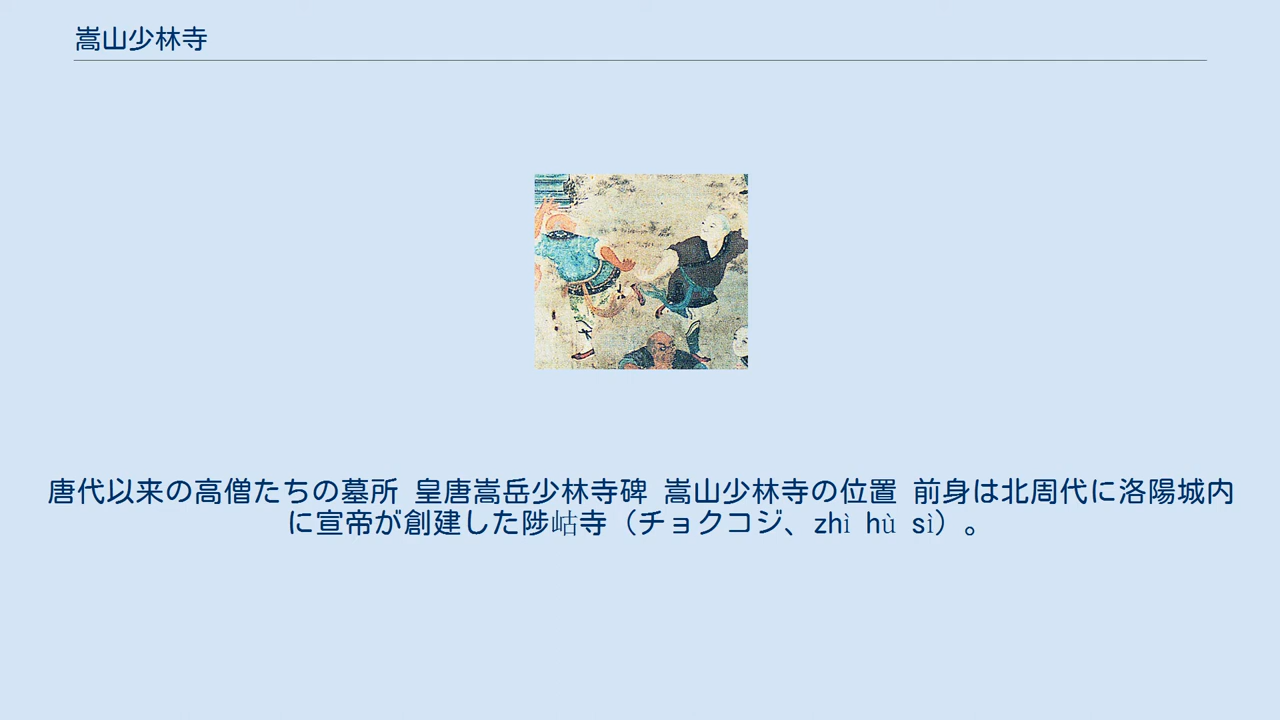 嵩山少林寺
唐代以来の高僧たちの墓所 皇唐嵩岳少林寺碑 嵩山少林寺の位置 前身は北周代に洛陽城内
に宣帝が創建した陟岵寺（チョクコジ、zhì hù sì）。